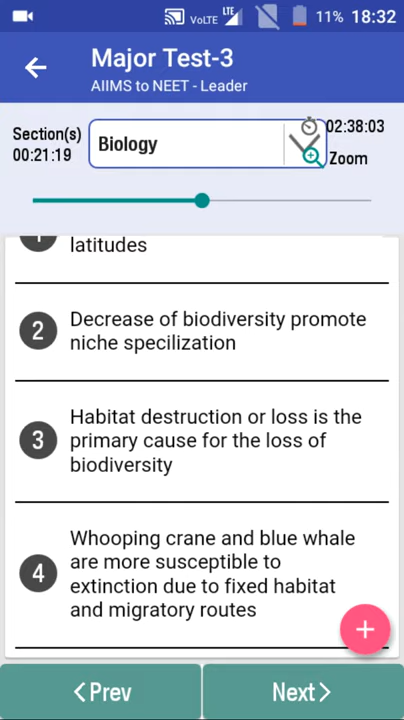 VoLTE LTE 11% 18:32
Major Test-3
AIIMS to NEET - Leader
Section(s)
00:21:19
Biology
02:38:03
Zoom
1
latitudes
2
Decrease of biodiversity promote
niche specilization
3
Habitat destruction or loss is the
primary cause for the loss of
biodiversity
4
Whooping crane and blue whale
are more susceptible to
extinction due to fixed habitat
and migratory routes
+
<Prev
Next>